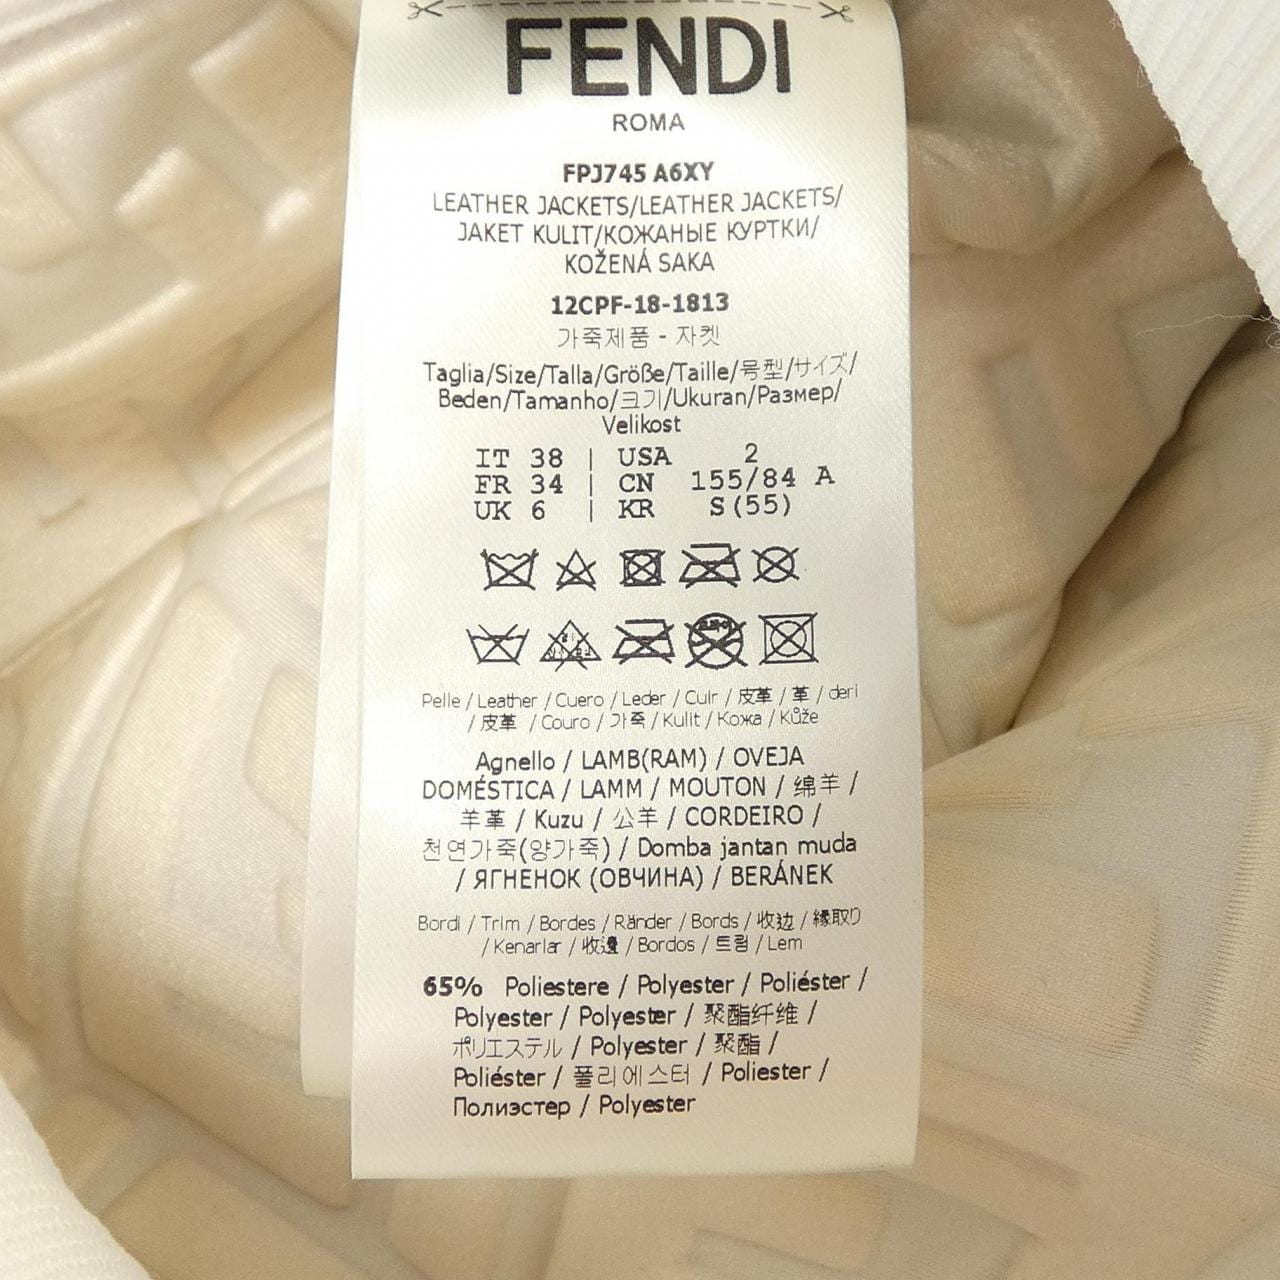 FENDI
ROMA
FPJ745 A6XY
LEATHER JACKETS/LEATHER JACKETS/
JAKET KULIT/КОЖАНЫЕ КУРТКИ/
KOŽENÁ SAKA
12CPF-18-1813
가죽제품 - 자켓
Taglia/Size/Talla/Größe/Taille/号型/サイズ/
Beden/Tamanho/크기/Ukuran/Размер/
Velikost
IT 38 | USA 2
FR 34 | CN 155/84 A
UK 6 | KR S(55)
Pelle / Leather / Cuero / Leder / Cuir / 皮革 / 革 / deri
/ 皮革 / Couro / 가죽 / Kulit / Кожа / Kůže
Agnello / LAMB(RAM) / OVEJA
DOMÉSTICA / LAMM / MOUTON / 绵羊 /
羊革 / Kuzu / 公羊 / CORDEIRO /
천연가죽(양가죽) / Domba jantan muda
/ ЯГНЕНОК (ОВЧИНА) / BERÁNEK
Bordi / Trim / Bordes / Ränder / Bords / 收边 / 縁取り
/ Kenarlar / 收邊 / Bordos / 트림 / Lem
65% Poliestere / Polyester / Poliéster /
Polyester / Polyester / 聚酯纤维 /
ポリエステル / Polyester / 聚酯 /
Poliéster / 폴리에스터 / Poliester /
Полиэстер / Polyester